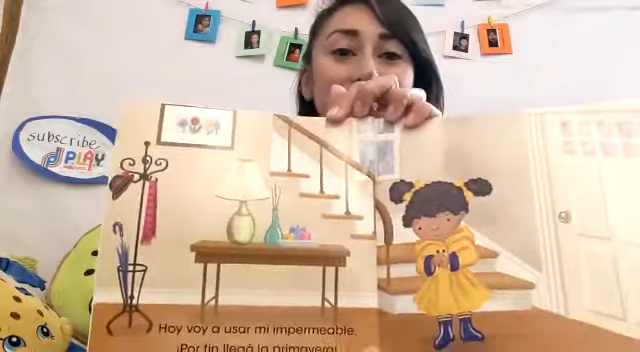 subscribe
PLAY
Hoy voy a usar mi impermeable.
¡Por fin llegó la primavera!